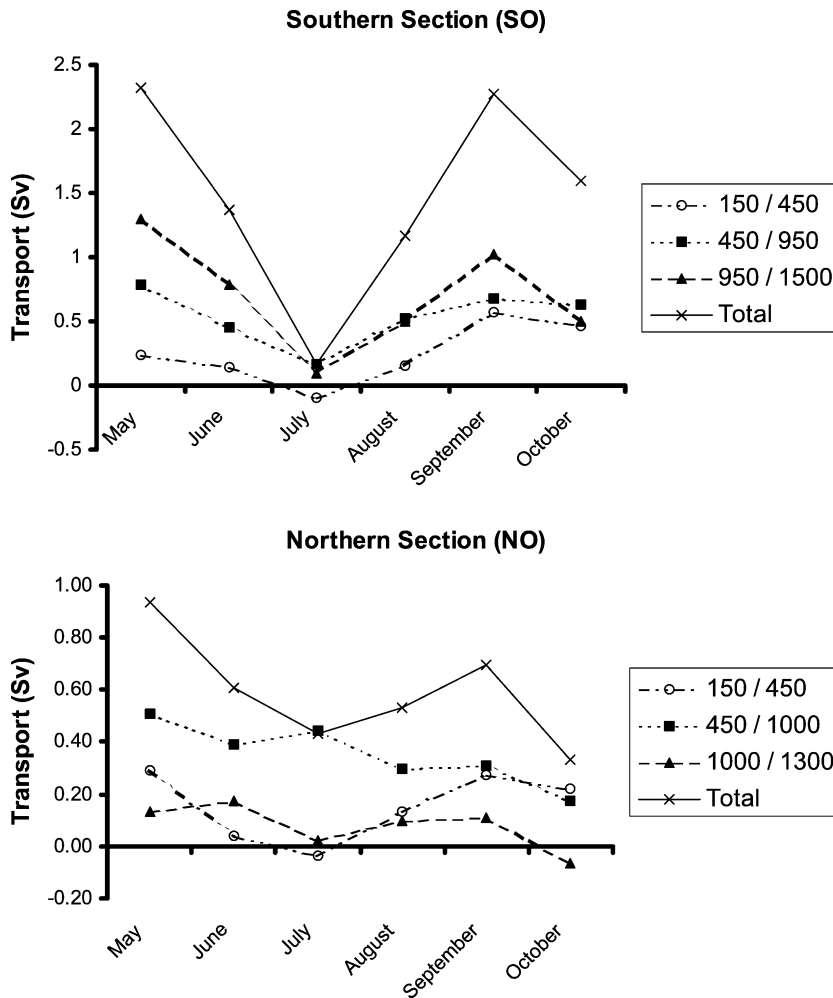 Southern Section (SO)
2.5
2
1.5
1
0.5
0
-0.5
Transport (Sv)
May
June
July
August
September
October
150 / 450
450 / 950
950 / 1500
Total
Northern Section (NO)
1.00
0.80
0.60
0.40
0.20
0.00
-0.20
Transport (Sv)
May
June
July
August
September
October
150 / 450
450 / 1000
1000 / 1300
Total